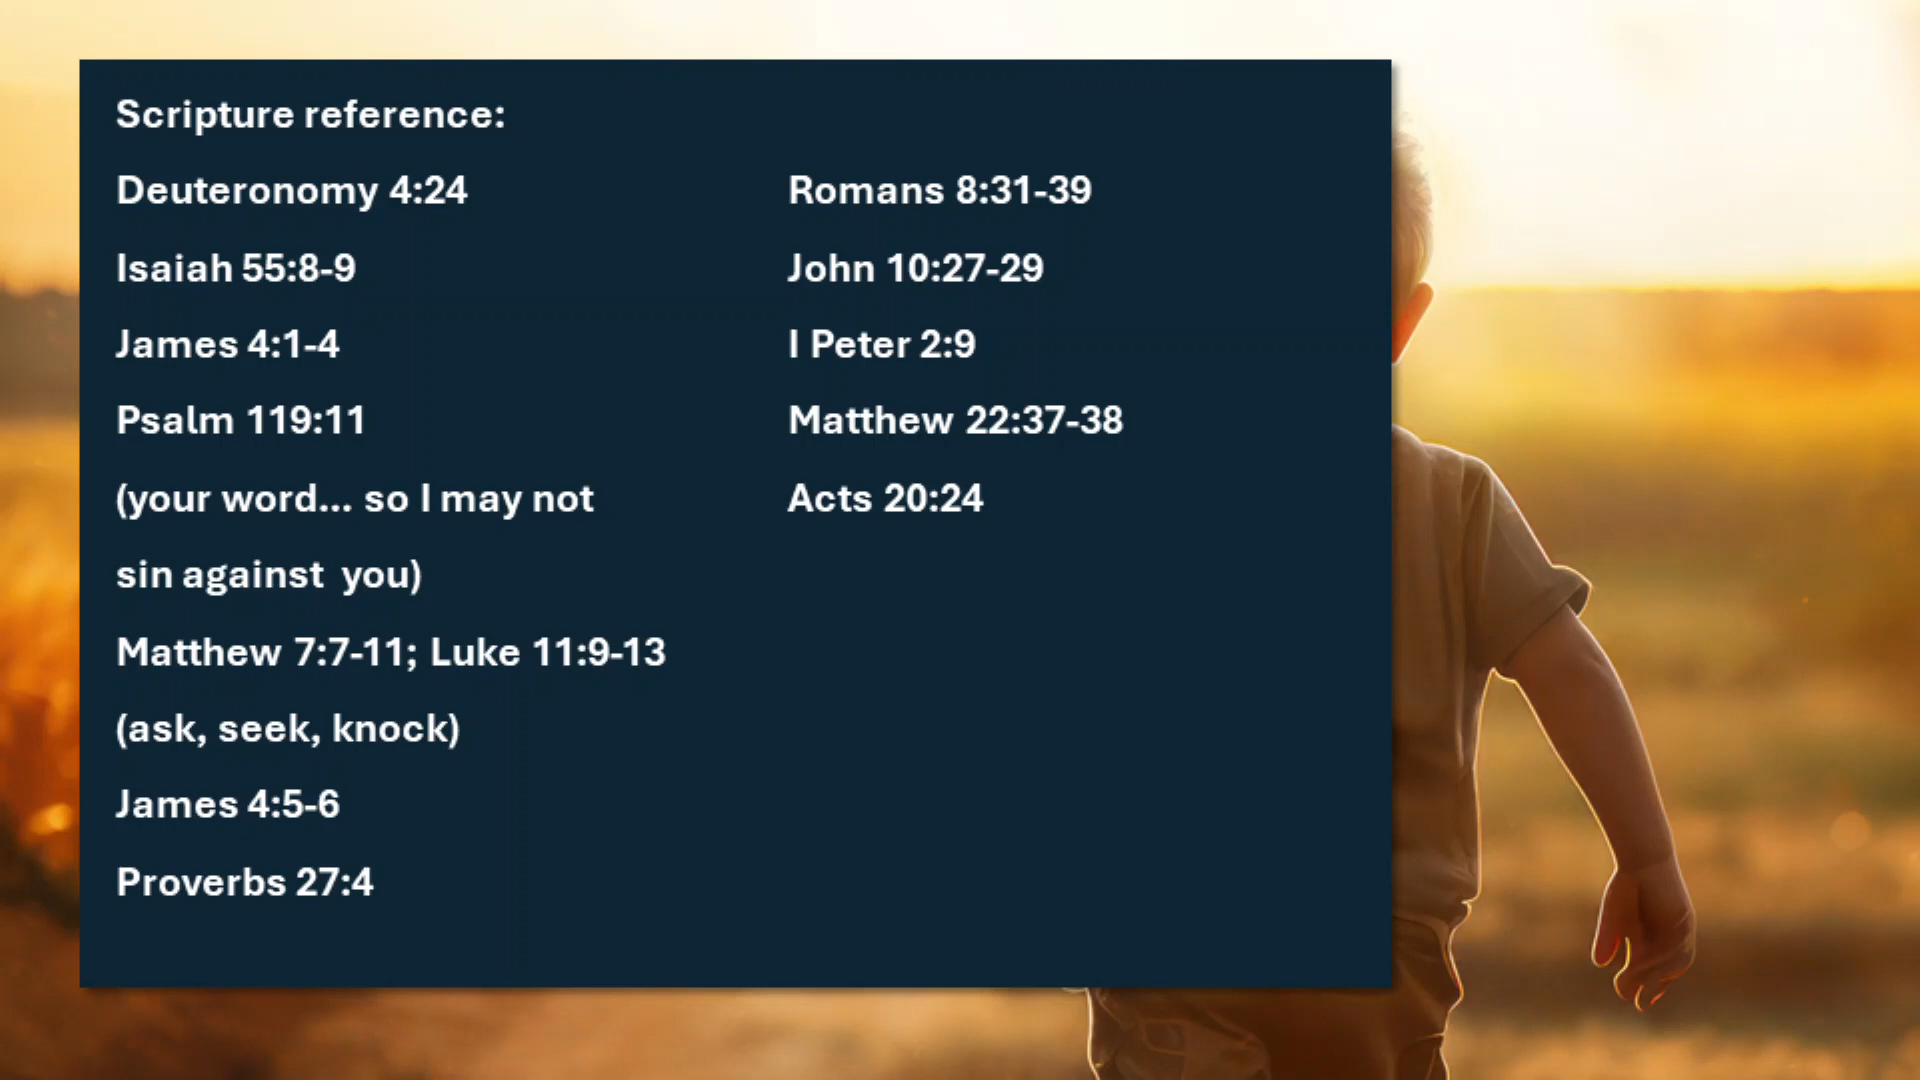 Scripture reference:
Deuteronomy 4:24
Isaiah 55:8-9
James 4:1-4
Psalm 119:11
(your word... so I may not
sin against  you)
Matthew 7:7-11; Luke 11:9-13
(ask, seek, knock)
James 4:5-6
Proverbs 27:4
Romans 8:31-39
John 10:27-29
I Peter 2:9
Matthew 22:37-38
Acts 20:24